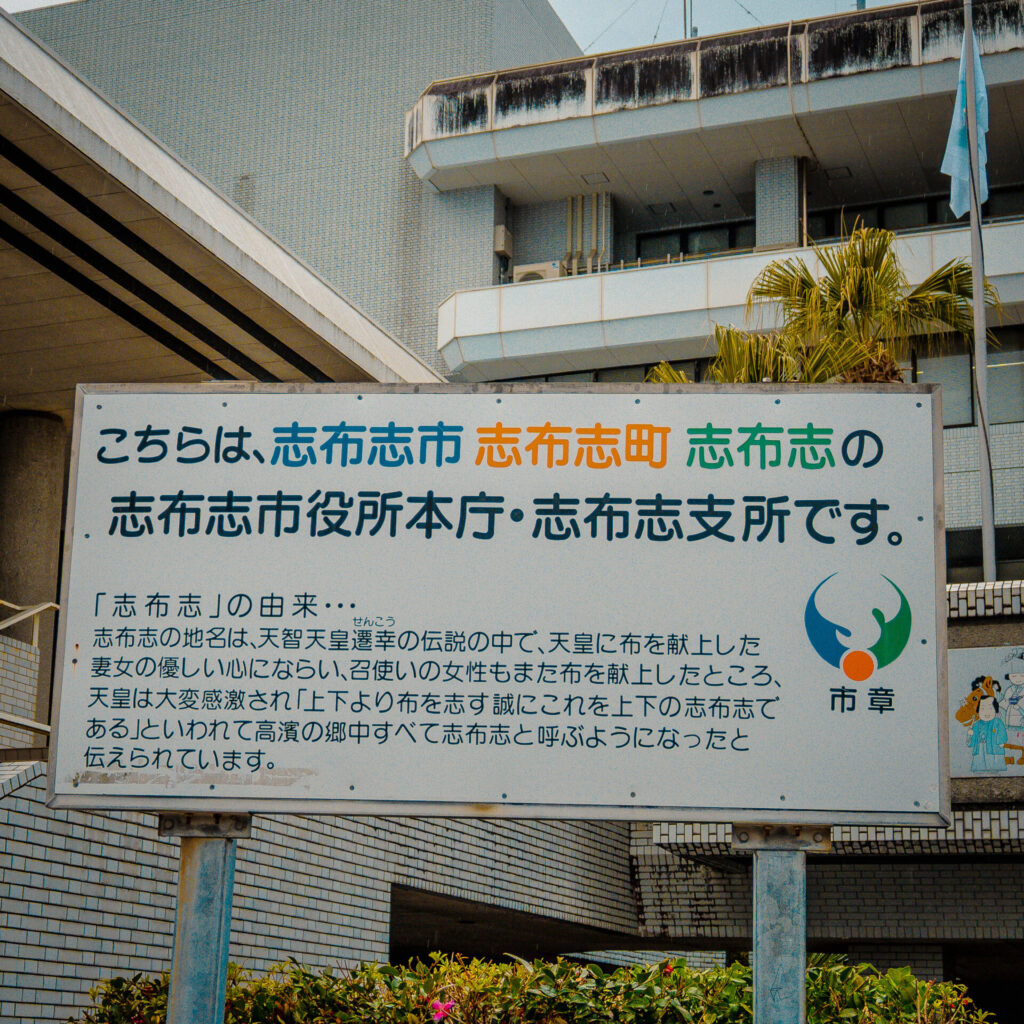 こちらは、志布志市 志布志町 志布志の
志布志市役所本庁・志布志支所です。
「志布志」の由来…
せんこう
志布志の地名は、天智天皇遷幸の伝説の中で、天皇に布を献上した
妻女の優しい心にならい、召使いの女性もまた布を献上したところ、
天皇は大変感激され「上下より布を志す誠にこれを上下の志布志で
ある」といわれて高濱の郷中すべて志布志と呼ぶようになったと
伝えられています。
市章